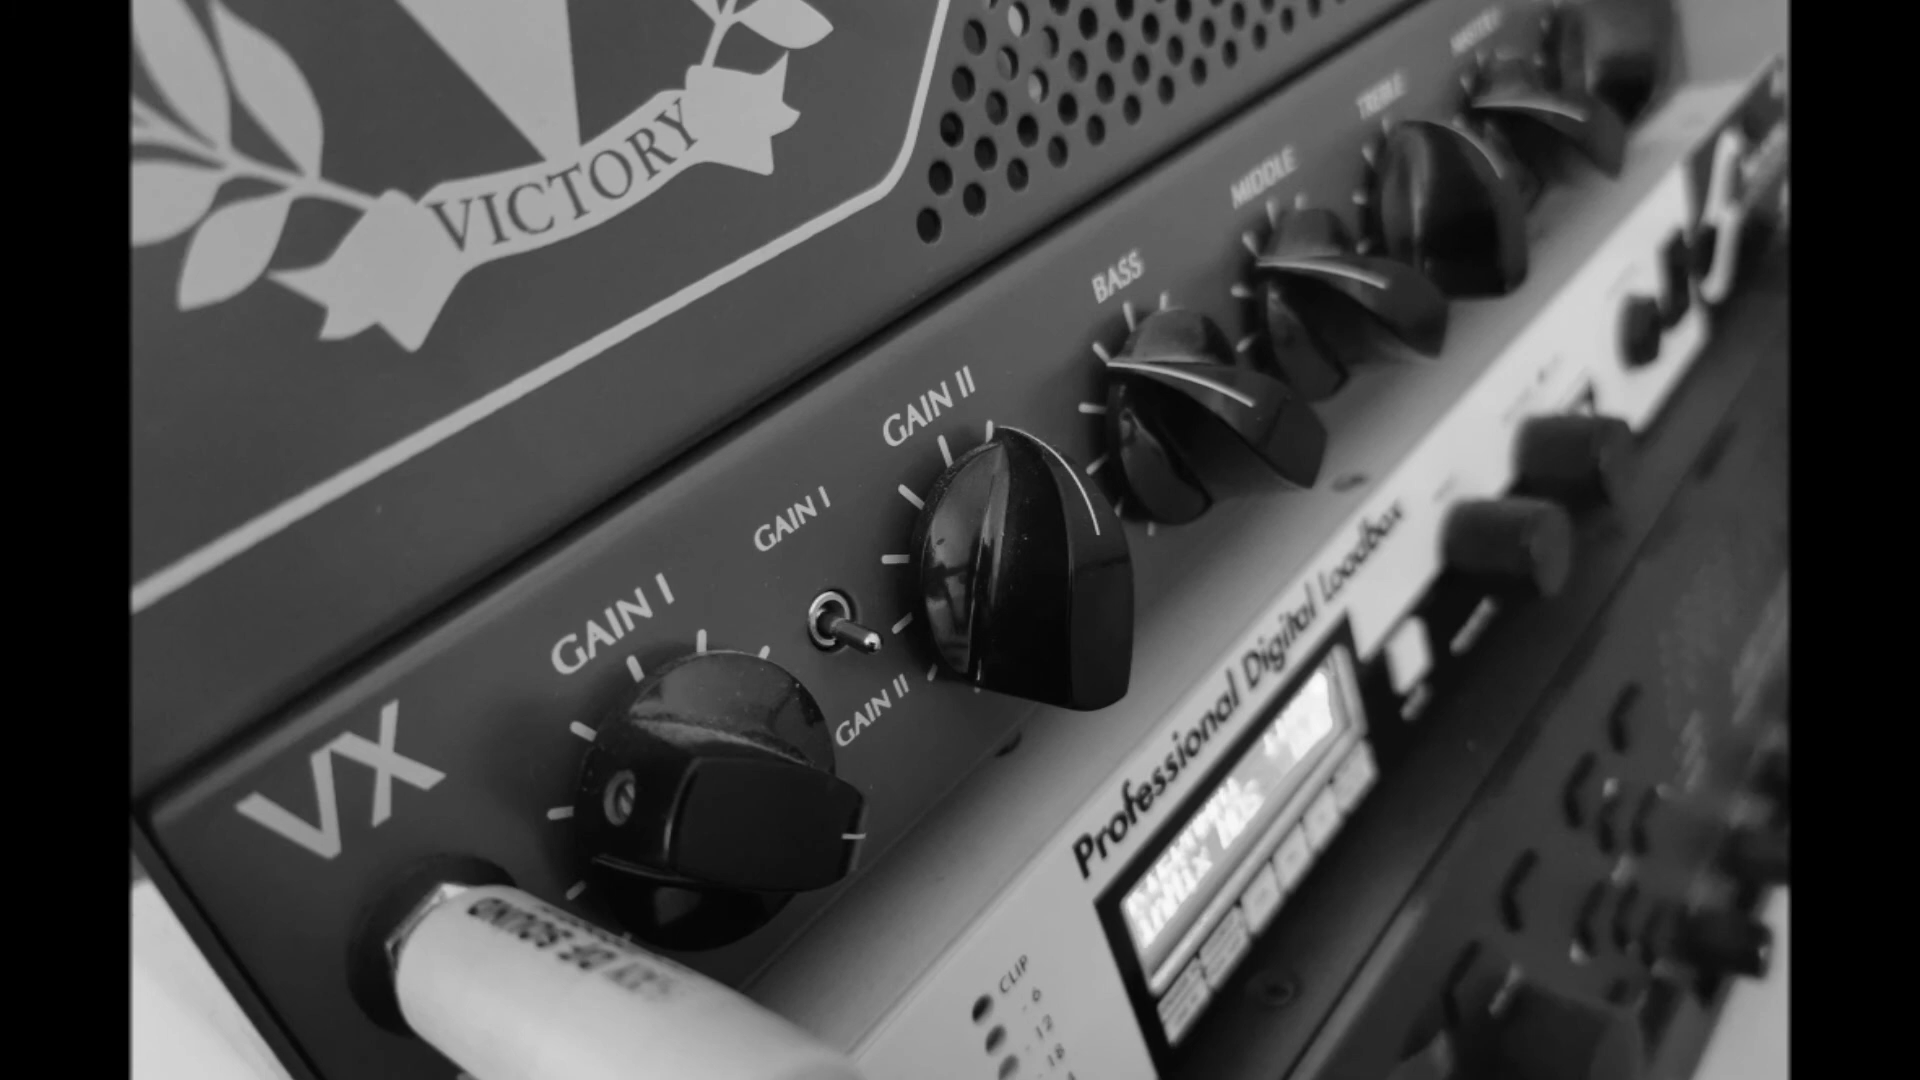 VICTORY
TREBLE
MIDDLE
BASS
GAIN II
GAIN I
GAIN I
GAIN II
VX
Professional Digital Loadbox
CLIP
- 6
- 12
- 18